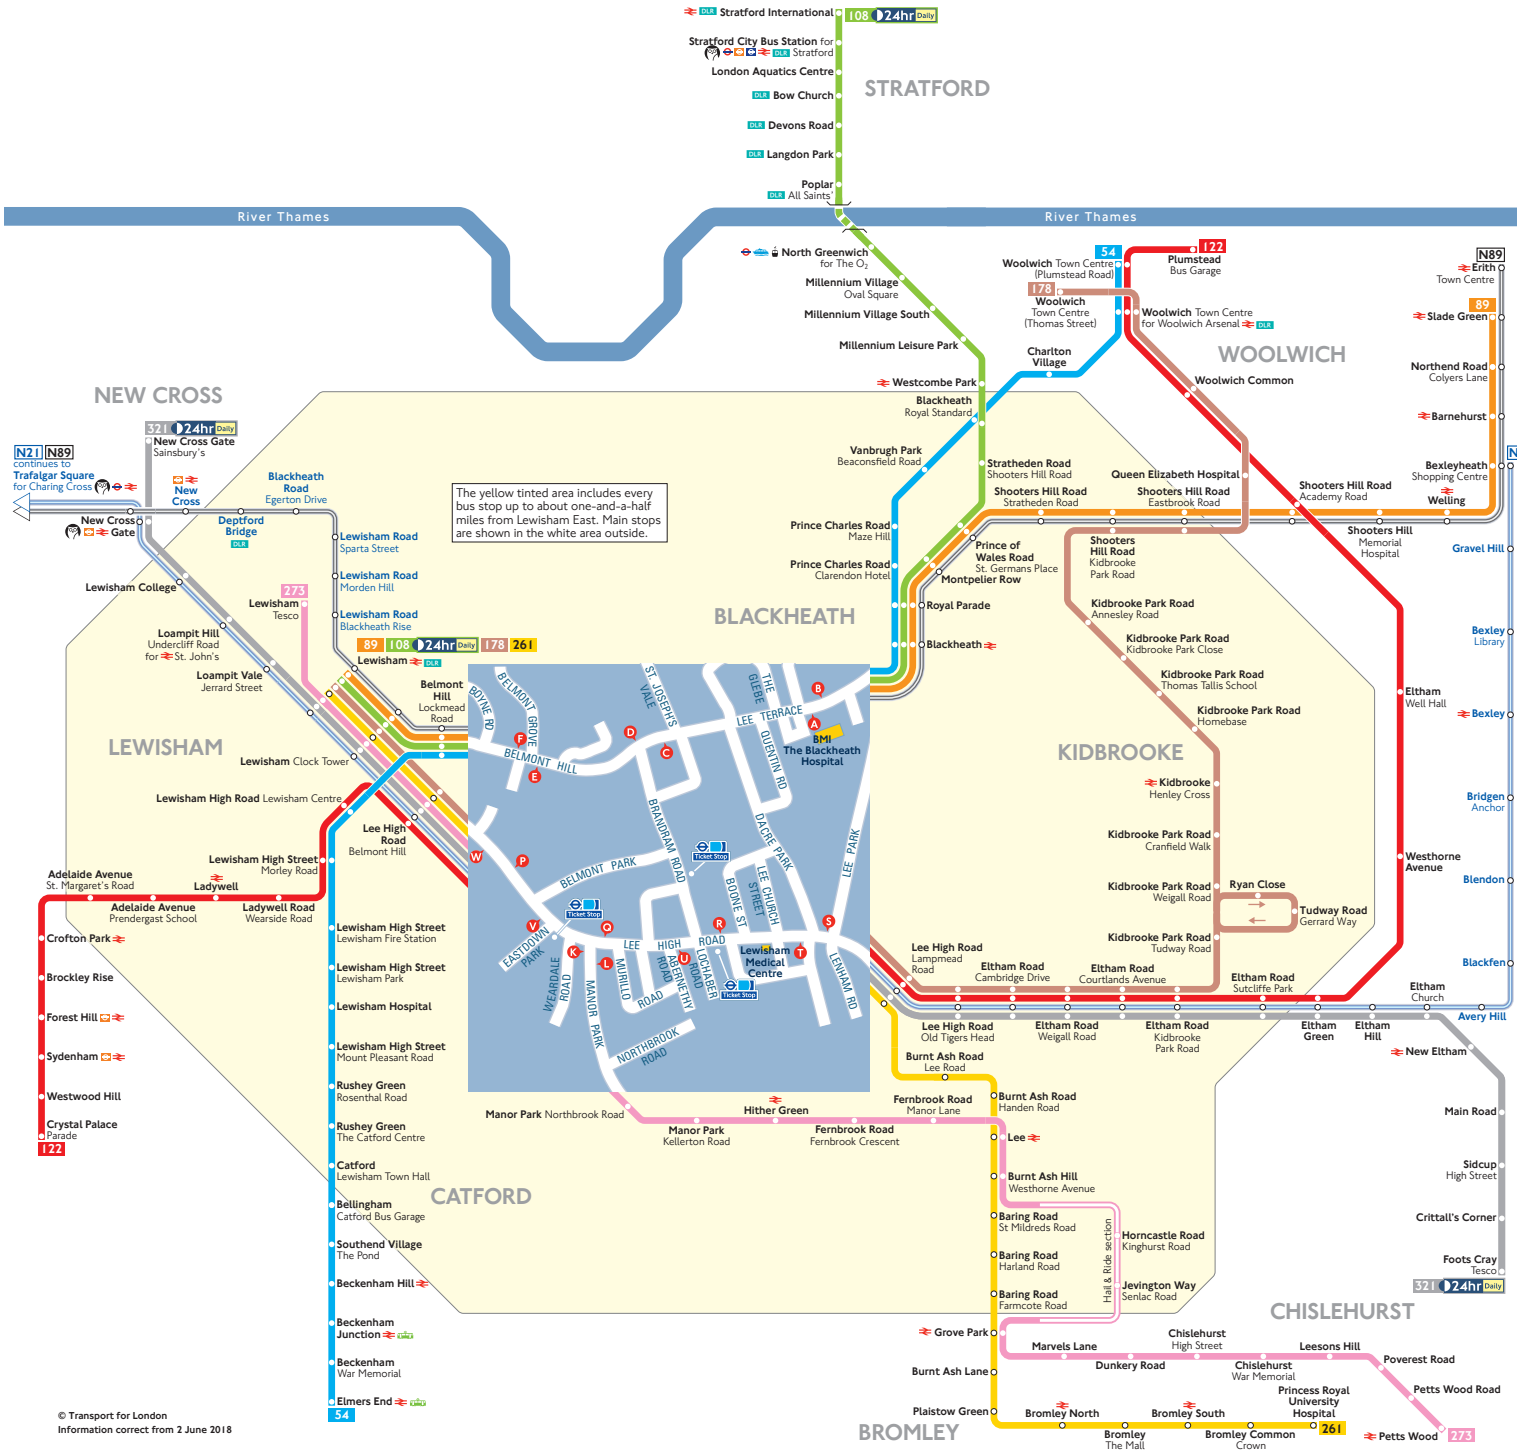 Stratford International
108 24hr Daily
Stratford City Bus Station for
DLR Stratford
London Aquatics Centre
STRATFORD
DLR Bow Church
DLR Devons Road
DLR Langdon Park
Poplar
DLR All Saints'
River Thames
River Thames
North Greenwich
for The O2
Millennium Village
Oval Square
Millennium Village South
Millennium Leisure Park
Westcombe Park
Blackheath
Royal Standard
54
122
Woolwich Town Centre
(Plumstead Road)
Plumstead
Bus Garage
178
Woolwich
Town Centre
(Thomas Street)
Woolwich Town Centre
for Woolwich Arsenal DLR
Charlton
Village
WOOLWICH
Woolwich Common
N89
Erith
Town Centre
89
Slade Green
Northend Road
Colyers Lane
Barnehurst
Bexleyheath
Shopping Centre
N
Welling
NEW CROSS
321 24hr Daily
New Cross Gate
Sainsbury's
N21 N89
continues to
Trafalgar Square
for Charing Cross
New
Cross
Blackheath
Road
Egerton Drive
New Cross
Gate
Deptford
Bridge
DLR
Lewisham Road
Sparta Street
Lewisham Road
Morden Hill
Lewisham Road
Blackheath Rise
Lewisham College
273
Lewisham
Tesco
Loampit Hill
Undercliff Road
for St. John's
Loampit Vale
Jerrard Street
89 108 24hr Daily 178 261
Lewisham DLR
Belmont
Hill
Lockmead
Road
The yellow tinted area includes every
bus stop up to about one-and-a-half
miles from Lewisham East. Main stops
are shown in the white area outside.
Vanbrugh Park
Beaconsfield Road
Stratheden Road
Shooters Hill Road
Shooters Hill Road
Stratheden Road
Queen Elizabeth Hospital
Shooters Hill Road
Eastbrook Road
Shooters Hill Road
Academy Road
Shooters Hill
Memorial
Hospital
Prince Charles Road
Maze Hill
Prince Charles Road
Clarendon Hotel
Prince of
Wales Road
St. Germans Place
Montpelier Row
Royal Parade
Blackheath
BLACKHEATH
Shooters
Hill Road
Kidbrooke
Park Road
Kidbrooke Park Road
Annesley Road
Kidbrooke Park Road
Kidbrooke Park Close
Kidbrooke Park Road
Thomas Tallis School
Kidbrooke Park Road
Homebase
KIDBROOKE
Kidbrooke
Henley Cross
Kidbrooke Park Road
Cranfield Walk
Kidbrooke Park Road
Weigall Road
Ryan Close
Tudway Road
Gerrard Way
Kidbrooke Park Road
Tudway Road
Eltham
Well Hall
Westhorne
Avenue
Gravel Hill
Bexley
Library
Bexley
Bridgen
Anchor
Blendon
Blackfen
Avery Hill
LEWISHAM
Lewisham Clock Tower
Lewisham High Road Lewisham Centre
Lee High
Road
Belmont Hill
Lewisham High Street
Morley Road
Adelaide Avenue
St. Margaret's Road
Ladywell
Adelaide Avenue
Prendergast School
Ladywell Road
Wearside Road
Crofton Park
Brockley Rise
Forest Hill
Sydenham
Westwood Hill
Crystal Palace
Parade
122
Lewisham High Street
Lewisham Fire Station
Lewisham High Street
Lewisham Park
Lewisham Hospital
Lewisham High Street
Mount Pleasant Road
Rushey Green
Rosenthal Road
Rushey Green
The Catford Centre
Catford
Lewisham Town Hall
Bellingham
Catford Bus Garage
Southend Village
The Pond
Beckenham Hill
Beckenham
Junction
Beckenham
War Memorial
Elmers End
54
CATFORD
BOYNE RD
BELMONT GROVE
ST. JOSEPH'S
VALE
THE
GLEBE
LEE TERRACE
BELMONT HILL
QUENTIN RD
BRANDRAM ROAD
DACRE PARK
LEE PARK
BELMONT PARK
BOONE ST
LEE CHURCH
STREET
EASTDOWN
PARK
LEE HIGH ROAD
WEARDALE
ROAD
MANOR PARK
MURILLO
ROAD
ABERNETHY
ROAD
LOCHABER
ROAD
LENHAM RD
NORTHBROOK
ROAD
BMI
The Blackheath
Hospital
Lewisham
Medical
Centre
Ticket Stop
Ticket Stop
Ticket Stop
A
B
C
D
E
F
W
P
V
Q
K
L
R
U
S
T
Lee High Road
Lampmead
Road
Eltham Road
Cambridge Drive
Eltham Road
Courtlands Avenue
Eltham Road
Sutcliffe Park
Eltham
Church
Lee High Road
Old Tigers Head
Eltham Road
Weigall Road
Eltham Road
Kidbrooke
Park Road
Eltham
Green
Eltham
Hill
New Eltham
Main Road
Sidcup
High Street
Crittall's Corner
Foots Cray
Tesco
321 24hr Daily
Burnt Ash Road
Lee Road
Burnt Ash Road
Handen Road
Manor Park Northbrook Road
Hither Green
Fernbrook Road
Manor Lane
Manor Park
Kellerton Road
Fernbrook Road
Fernbrook Crescent
Lee
Burnt Ash Hill
Westhorne Avenue
Baring Road
St Mildreds Road
Baring Road
Harland Road
Baring Road
Farmcote Road
Hail & Ride section
Horncastle Road
Kinghurst Road
Jevington Way
Senlac Road
Grove Park
Burnt Ash Lane
Plaistow Green
CHISLEHURST
Marvels Lane
Dunkery Road
Chislehurst
High Street
Chislehurst
War Memorial
Leesons Hill
Poverest Road
Petts Wood Road
Petts Wood 273
BROMLEY
Bromley North
Bromley
The Mall
Bromley South
Bromley Common
Crown
Princess Royal
University
Hospital
261
© Transport for London
Information correct from 2 June 2018